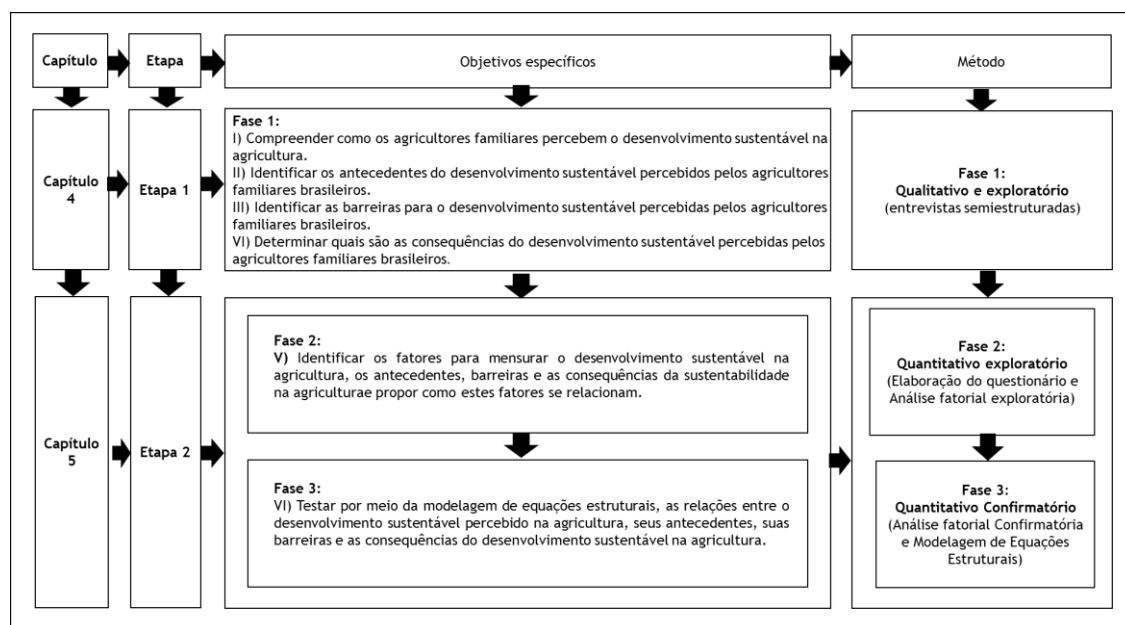 Capítulo
Etapa
Objetivos específicos
Método
Capítulo
4
Etapa 1
Fase 1:
I) Compreender como os agricultores familiares percebem o desenvolvimento sustentável na
agricultura.
II) Identificar os antecedentes do desenvolvimento sustentável percebidos pelos agricultores
familiares brasileiros.
III) Identificar as barreiras para o desenvolvimento sustentável percebidas pelos agricultores
familiares brasileiros.
VI) Determinar quais são as consequências do desenvolvimento sustentável percebidas pelos
agricultores familiares brasileiros.
Fase 1:
Qualitativo e exploratório
(entrevistas semiestruturadas)
Capítulo
5
Etapa 2
Fase 2:
V) Identificar os fatores para mensurar o desenvolvimento sustentável na
agricultura, os antecedentes, barreiras e as consequências da sustentabilidade
na agriculturae propor como estes fatores se relacionam.
Fase 3:
VI) Testar por meio da modelagem de equações estruturais, as relações entre o
desenvolvimento sustentável percebido na agricultura, seus antecedentes, suas
barreiras e as consequências do desenvolvimento sustentável na agricultura.
Fase 2:
Quantitativo exploratório
(Elaboração do questionário e
Análise fatorial exploratória)
Fase 3:
Quantitativo Confirmatório
(Análise fatorial Confirmatória
e Modelagem de Equações
Estruturais)